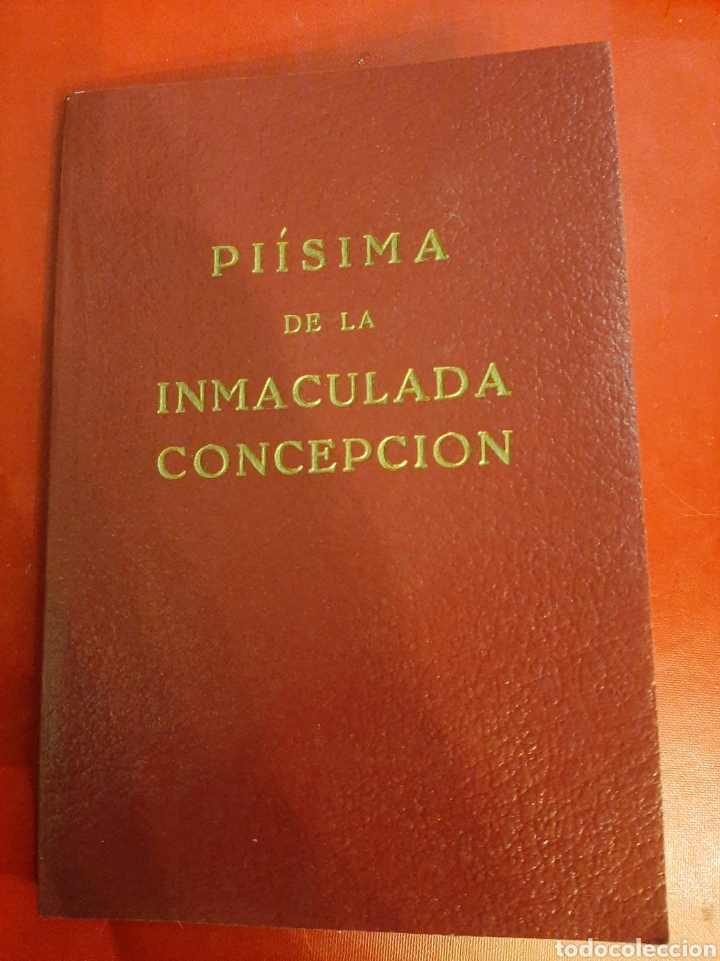 PIÍSIMA
DE LA
INMACULADA
CONCEPCION
todocoleccion